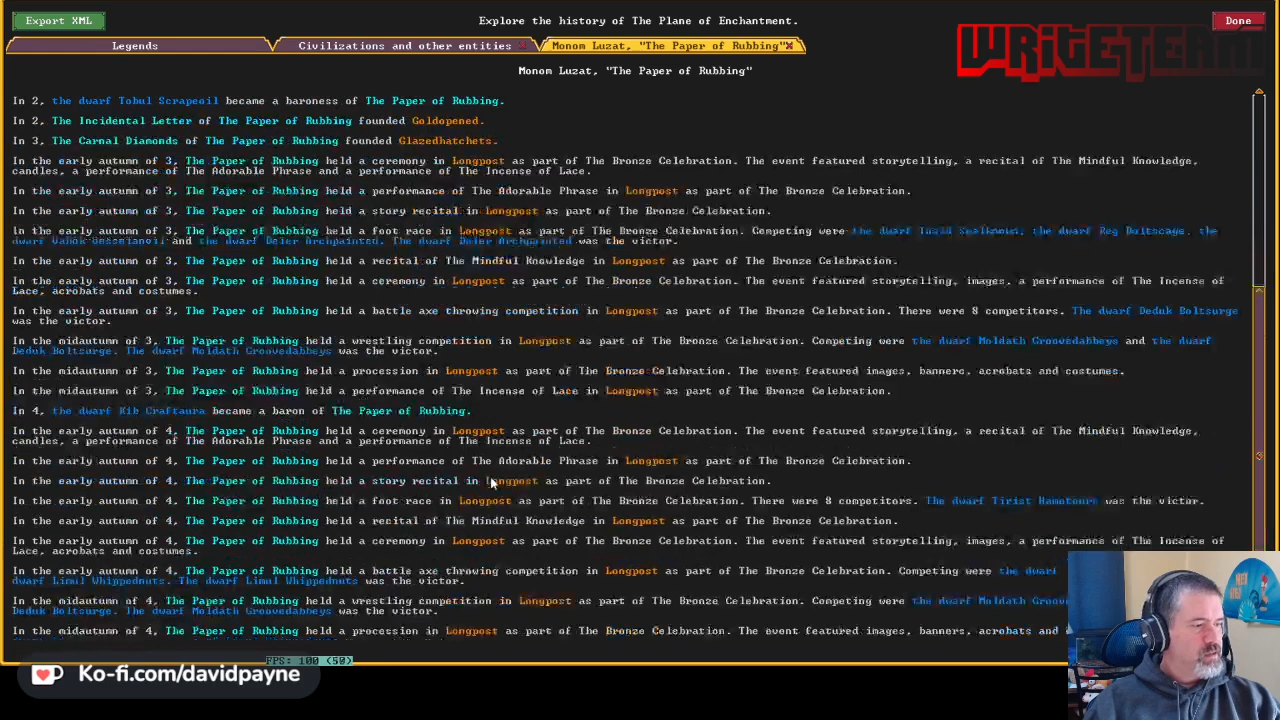 Export XML
Explore the history of The Plane of Enchantment.
Done
Legends
Civilizations and other entities
Monom Luzat, "The Paper of Rubbing"
WRITETEAM
Monom Luzat, "The Paper of Rubbing"
In 2, the dwarf Tobul Scrapeoil became a baroness of The Paper of Rubbing.
In 2, The Incidental Letter of The Paper of Rubbing founded Goldopened.
In 3, The Carnal Diamonds of The Paper of Rubbing founded Glazedhatchets.
In the early autumn of 3, The Paper of Rubbing held a ceremony in Longpost as part of The Bronze Celebration. The event featured storytelling, a recital of The Mindful Knowledge,
candles, a performance of The Adorable Phrase and a performance of The Incense of Lace.
In the early autumn of 3, The Paper of Rubbing held a performance of The Adorable Phrase in Longpost as part of The Bronze Celebration.
In the early autumn of 3, The Paper of Rubbing held a story recital in Longpost as part of The Bronze Celebration.
In the early autumn of 3, The Paper of Rubbing held a foot race in Longpost as part of The Bronze Celebration. Competing were the dwarf the dwarf Reg Boltscage, the
dwarf and the dwarf Deler Archpainted. The dwarf Deler Archpainted was the victor.
In the early autumn of 3, The Paper of Rubbing held a recital of The Mindful Knowledge in Longpost as part of The Bronze Celebration.
In the early autumn of 3, The Paper of Rubbing held a ceremony in Longpost as part of The Bronze Celebration. The event featured storytelling, images, a performance of The Incense of
Lace, acrobats and costumes.
In the early autumn of 3, The Paper of Rubbing held a battle axe throwing competition in Longpost as part of The Bronze Celebration. There were 8 competitors. The dwarf Deduk Boltsurge
was the victor.
In the midautumn of 3, The Paper of Rubbing held a wrestling competition in Longpost as part of The Bronze Celebration. Competing were the dwarf Moldath Groovedabbeys and the dwarf
Deduk Boltsurge. The dwarf Moldath Groovedabbeys was the victor.
In the midautumn of 3, The Paper of Rubbing held a procession in Longpost as part of The Bronze Celebration. The event featured images, banners, acrobats and costumes.
In the midautumn of 3, The Paper of Rubbing held a performance of The Incense of Lace in Longpost as part of The Bronze Celebration.
In 4, the dwarf Kib Craftaura became a baron of The Paper of Rubbing.
In the early autumn of 4, The Paper of Rubbing held a ceremony in Longpost as part of The Bronze Celebration. The event featured storytelling, a recital of The Mindful Knowledge,
candles, a performance of The Adorable Phrase and a performance of The Incense of Lace.
In the early autumn of 4, The Paper of Rubbing held a performance of The Adorable Phrase in Longpost as part of The Bronze Celebration.
In the early autumn of 4, The Paper of Rubbing held a story recital in Longpost as part of The Bronze Celebration.
In the early autumn of 4, The Paper of Rubbing held a foot race in Longpost as part of The Bronze Celebration. There were 8 competitors. The dwarf Tirist Hamotours was the victor.
In the early autumn of 4, The Paper of Rubbing held a recital of The Mindful Knowledge in Longpost as part of The Bronze Celebration.
In the early autumn of 4, The Paper of Rubbing held a ceremony in Longpost as part of The Bronze Celebration. The event featured storytelling, images, a performance of The Incense of
Lace, acrobats and costumes.
In the early autumn of 4, The Paper of Rubbing held a battle axe throwing competition in Longpost as part of The Bronze Celebration. Competing were the dwarf
dwarf Limul Whippednuts. The dwarf Limul Whippednuts was the victor.
In the midautumn of 4, The Paper of Rubbing held a wrestling competition in Longpost as part of The Bronze Celebration. Competing were the dwarf Moldath Groov
Deduk Boltsurge. The dwarf Moldath Groovedabbeys was the victor.
In the midautumn of 4, The Paper of Rubbing held a procession in Longpost as part of The Bronze Celebration. The event featured images, banners, acrobats and
FPS: 100 (50)
Ko-fi.com/davidpayne